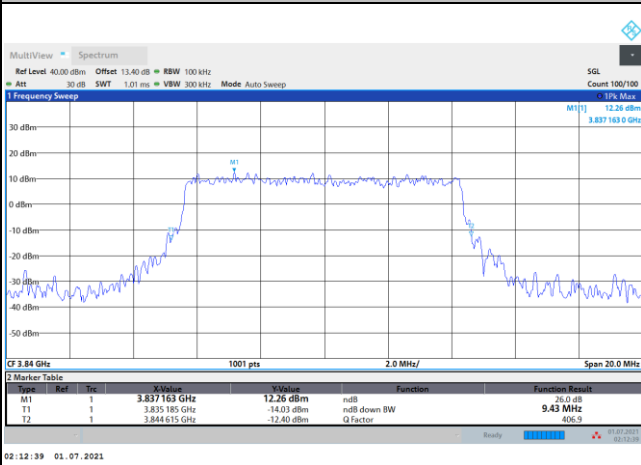 MultiView Spectrum
Ref Level 40.00 dBm Offset 13.40 dB RBW 100 kHz SGL
Att 30 dB SWT 1.01 ms VBW 300 kHz Mode Auto Sweep Count 100/100
1 Frequency Sweep 1Pk Max
M1[1] 12.26 dBm
3.837 163 0 GHz
30 dBm
20 dBm
M1
10 dBm
0 dBm
-10 dBm
-20 dBm
-30 dBm
-40 dBm
-50 dBm
CF 3.84 GHz 1001 pts 2.0 MHz/ Span 20.0 MHz
2 Marker Table
Type Ref Trc X-Value Y-Value Function Function Result
M1 1 3.837 163 GHz 12.26 dBm ndB 26.0 dB
T1 1 3.835 185 GHz -14.03 dBm ndB down BW 9.43 MHz
T2 1 3.844 615 GHz -12.40 dBm Q Factor 406.9
Ready 01.07.2021
02:12:39
02:12:39 01.07.2021